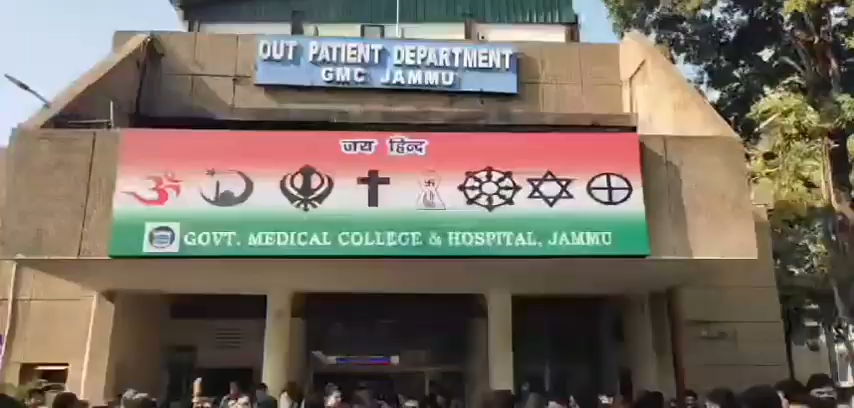 OUT PATIENT DEPARTMENT
GMC JAMMU
जय हिन्द
GOVT. MEDICAL COLLEGE & HOSPITAL, JAMMU